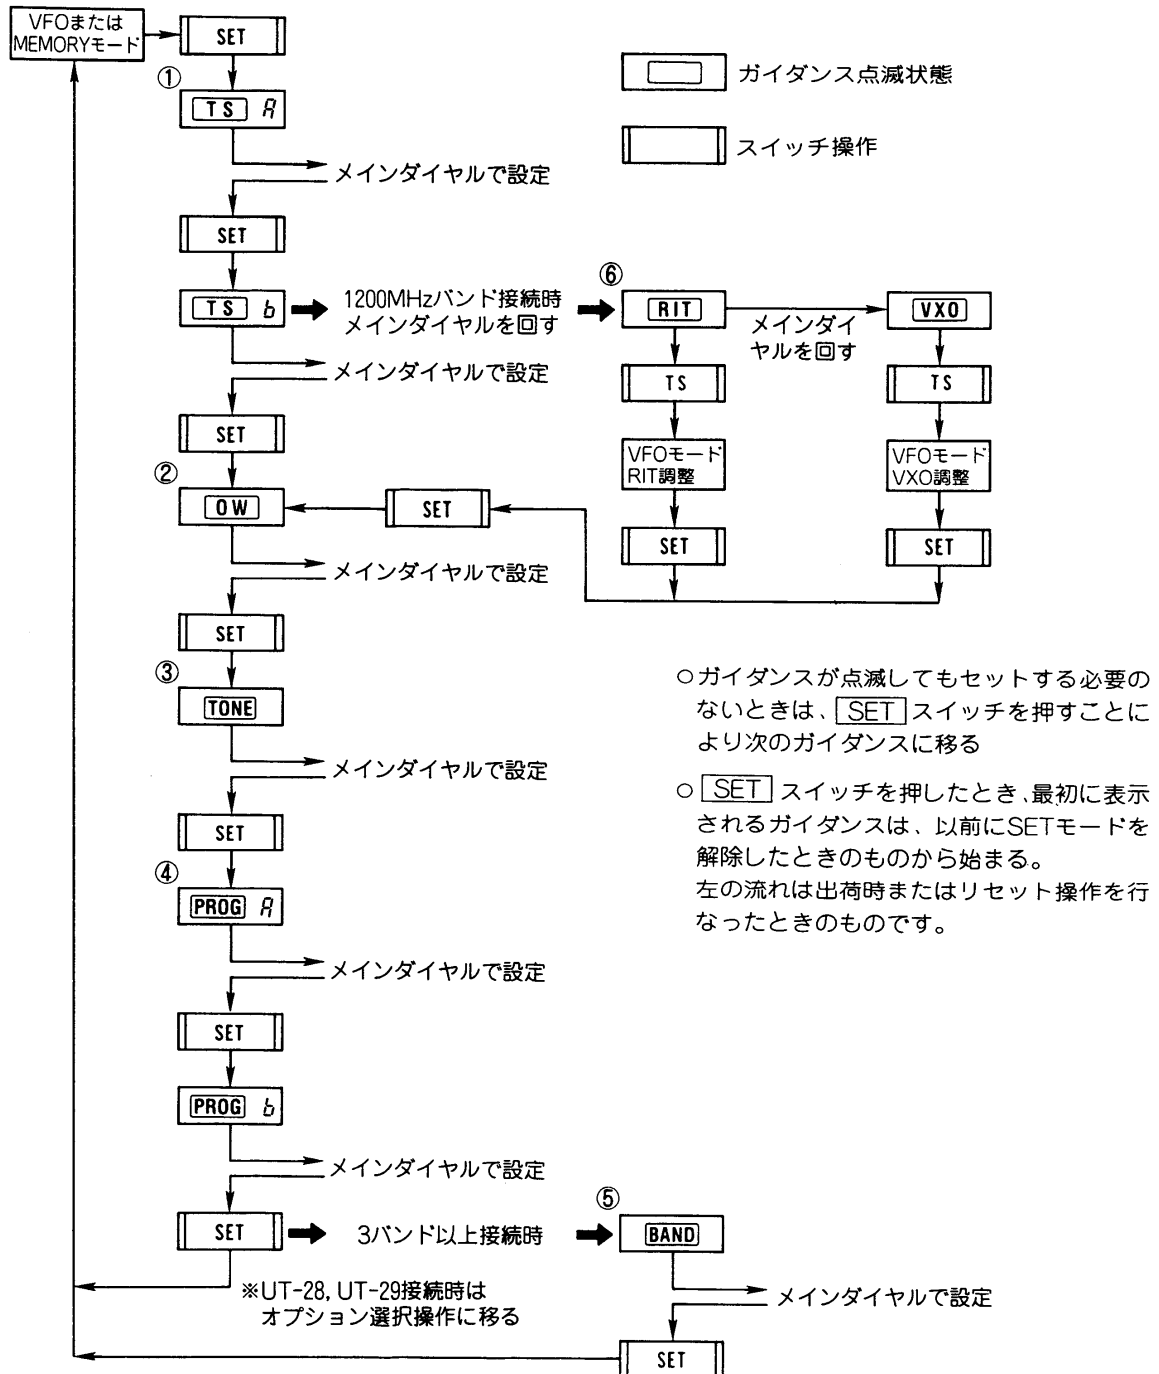 VFOまたは
MEMORYモード
SET
①
TS A
メインダイヤルで設定
SET
TS b
1200MHzバンド接続時
メインダイヤルを回す
⑥
RIT
メインダイ
ヤルを回す
VXO
TS
TS
VFOモード
RIT調整
VFOモード
VXO調整
SET
SET
メインダイヤルで設定
SET
②
OW
SET
メインダイヤルで設定
SET
③
TONE
メインダイヤルで設定
SET
④
PROG A
メインダイヤルで設定
SET
PROG b
メインダイヤルで設定
SET
3バンド以上接続時
⑤
BAND
メインダイヤルで設定
SET
※UT-28, UT-29接続時は
オプション選択操作に移る
ガイダンス点滅状態
スイッチ操作
○ガイダンスが点滅してもセットする必要の
ないときは、SETスイッチを押すことに
より次のガイダンスに移る
○SETスイッチを押したとき、最初に表示
されるガイダンスは、以前にSETモードを
解除したときのものから始まる。
左の流れは出荷時またはリセット操作を行
なったときのものです。